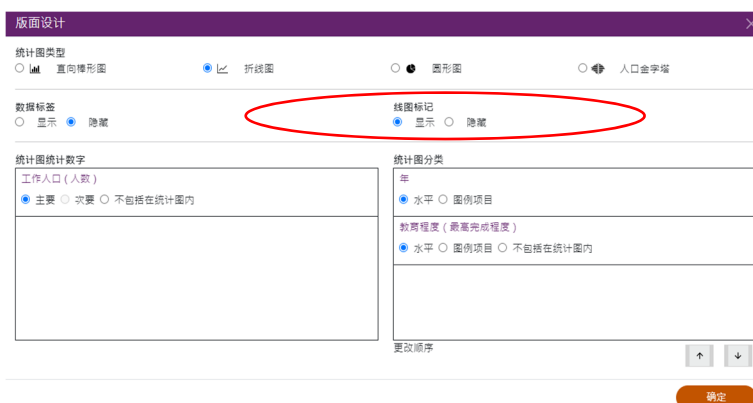 版面设计
统计图类型
直向棒形图 折线图 圆形图 人口金字塔
数据标签 线图标记
显示 隐藏 显示 隐藏
统计图统计数字 统计图分类
工作人口(人数) 年
主要 次要 不包括在统计图内 水平 图例项目
教育程度(最高完成程度)
水平 图例项目 不包括在统计图内
更改顺序
确定